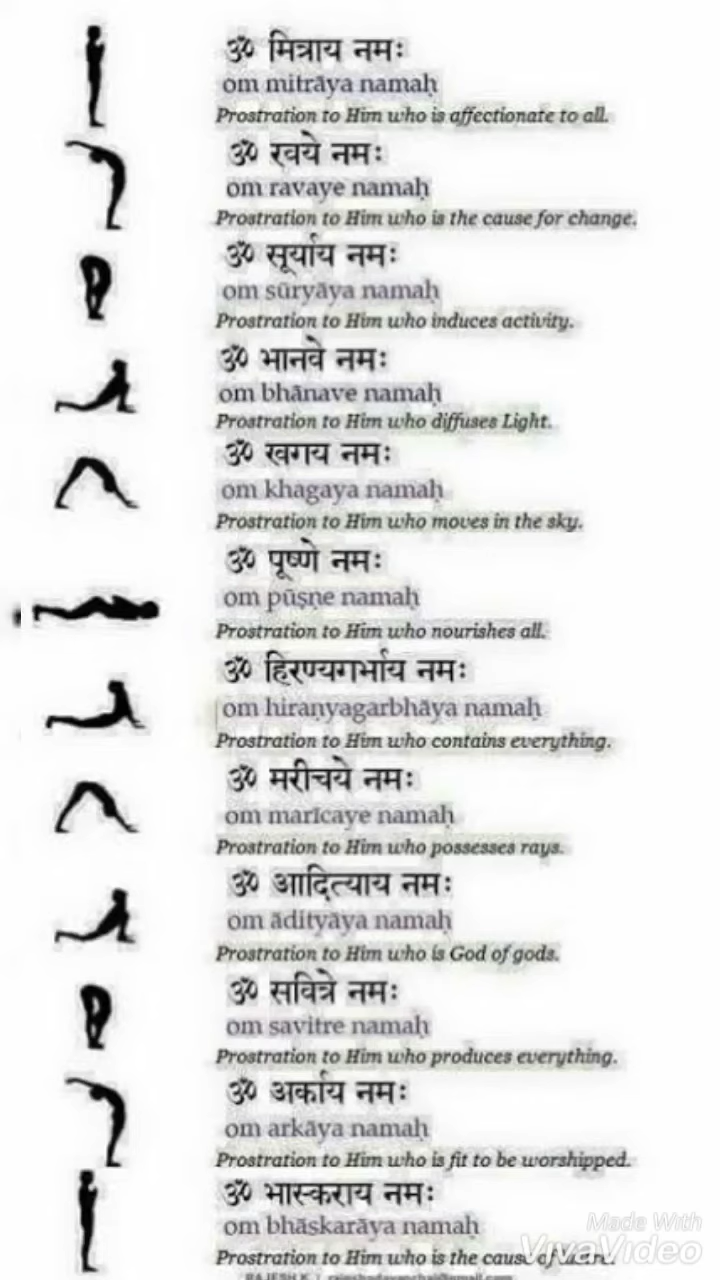 ॐ मित्राय नमः
om mitrāya namaḥ
Prostration to Him who is affectionate to all.
ॐ रवये नमः
om ravaye namaḥ
Prostration to Him who is the cause for change.
ॐ सूर्याय नमः
om sūryāya namaḥ
Prostration to Him who induces activity.
ॐ भानवे नमः
om bhānave namaḥ
Prostration to Him who diffuses Light.
ॐ खगय नमः
om khagaya namaḥ
Prostration to Him who moves in the sky.
ॐ पूष्णे नमः
om pūṣṇe namaḥ
Prostration to Him who nourishes all.
ॐ हिरण्यगर्भाय नमः
om hiraṇyagarbhāya namaḥ
Prostration to Him who contains everything.
ॐ मरीचये नमः
om marīcaye namaḥ
Prostration to Him who possesses rays.
ॐ आदित्याय नमः
om ādityāya namaḥ
Prostration to Him who is God of gods.
ॐ सवित्रे नमः
om savitre namaḥ
Prostration to Him who produces everything.
ॐ अर्काय नमः
om arkāya namaḥ
Prostration to Him who is fit to be worshipped.
ॐ भास्कराय नमः
om bhāskarāya namaḥ
Made With
VivaVideo
Prostration to Him who is the cause of
RAJESH K